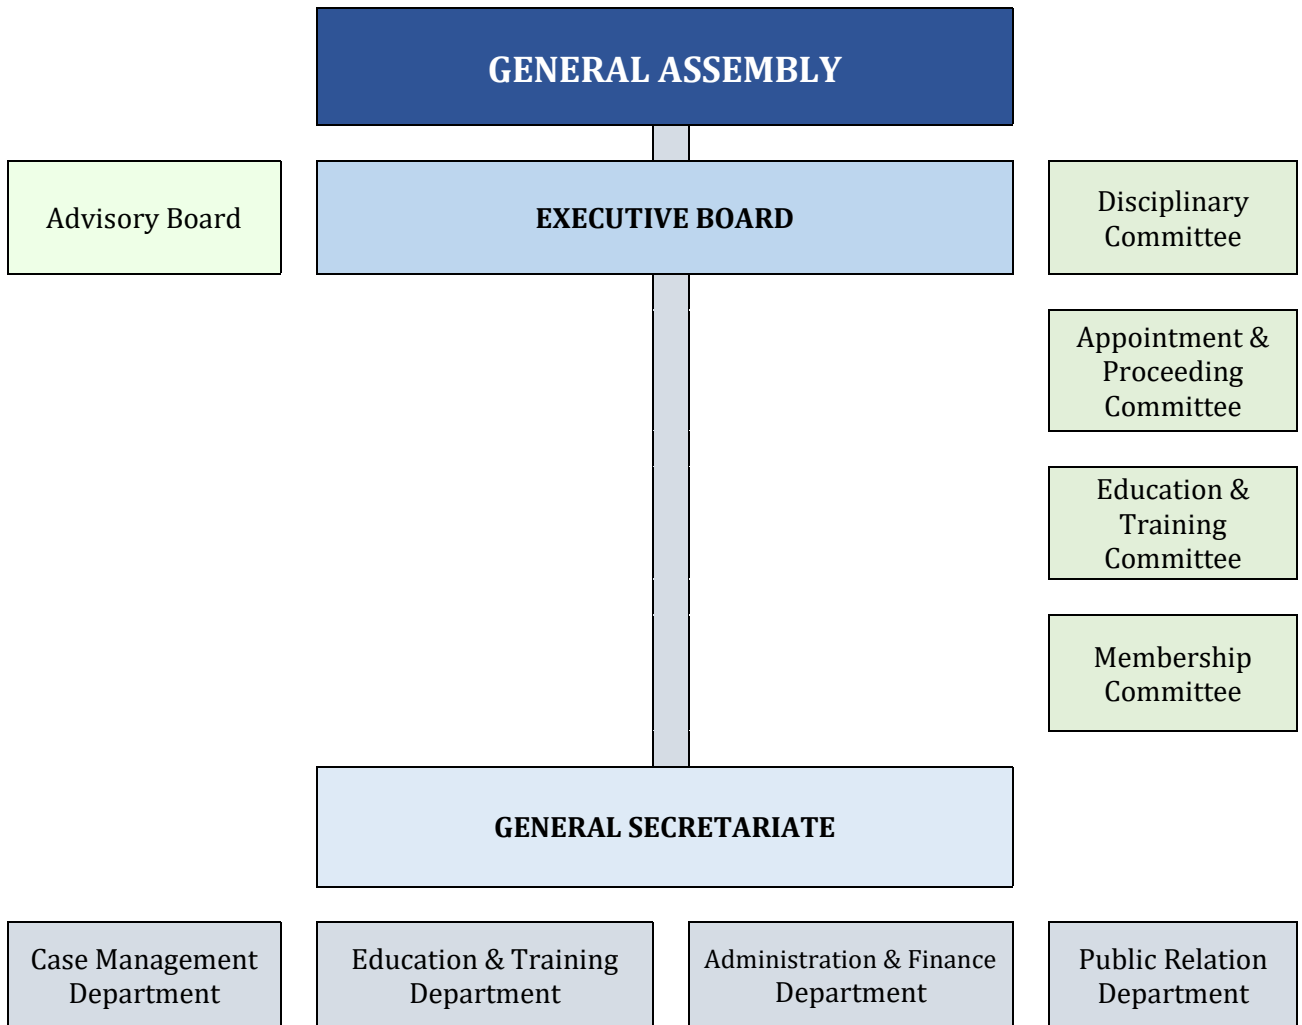 GENERAL ASSEMBLY
Advisory Board
EXECUTIVE BOARD
Disciplinary
Committee
Appointment &
Proceeding
Committee
Education &
Training
Committee
Membership
Committee
GENERAL SECRETARIATE
Case Management
Department
Education & Training
Department
Administration & Finance
Department
Public Relation
Department